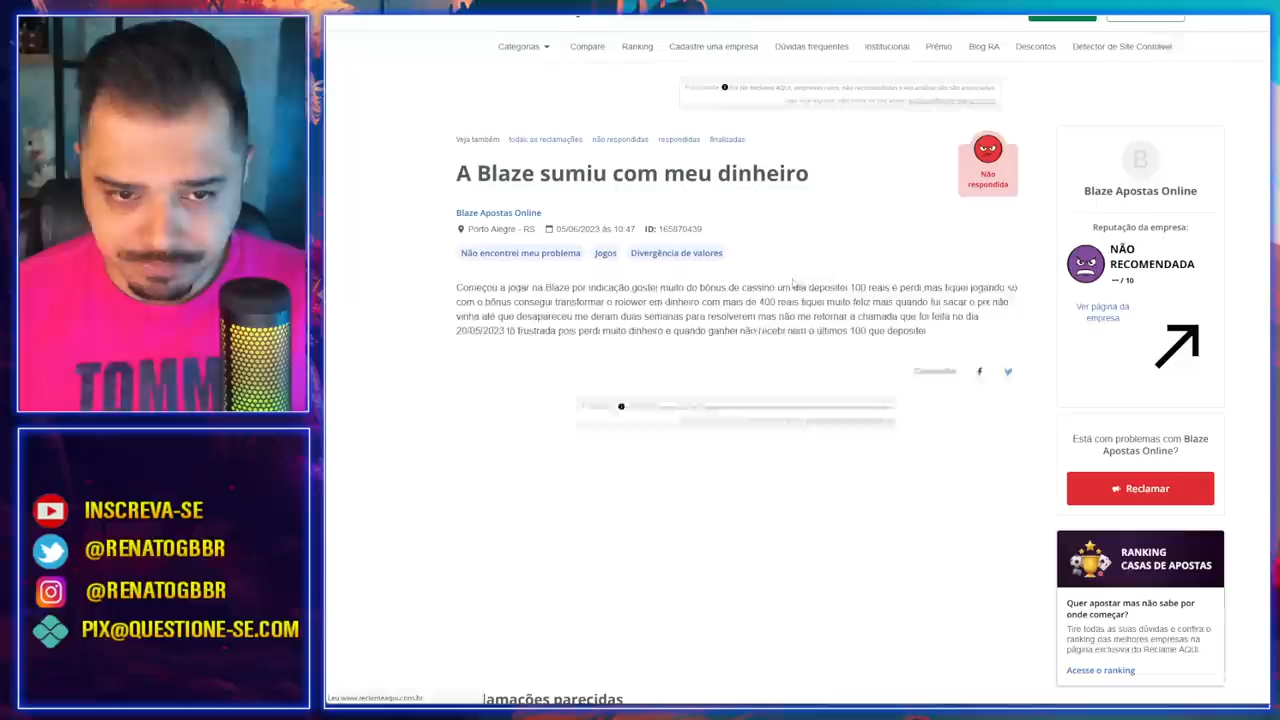 Categorias
Compare
Ranking
Cadastre uma empresa
Dúvidas frequentes
Institucional
Prêmio
Blog RA
Descontos
Detector de Site Confiável
Veja também todas as reclamações não respondidas respondidas finalizadas
A Blaze sumiu com meu dinheiro
Não
respondida
Blaze Apostas Online
Porto Alegre - RS 05/06/2023 às 10:47 ID: 165870439
Não encontrei meu problema Jogos Divergência de valores
Começou a jogar na Blaze por indicação,gostei muito do bônus de cassino um dia depositei 100 reais é perdi,mas fiquei jogando só
com o bônus consegui transformar o rolower em dinheiro com mais de 400 reais fiquei muito feliz mais quando fui sacar o pix não
vinha até que desapareceu me deram duas semanas para resolverem mas não me retornar a chamada que foi feita no dia
20/05/2023 tô frustrada pois perdi muito dinheiro e quando ganhei não recebi nem o últimos 100 que depositei
B
Blaze Apostas Online
Reputação da empresa:
NÃO
RECOMENDADA
-- / 10
Ver página da
empresa
Está com problemas com Blaze
Apostas Online?
Reclamar
RANKING
CASAS DE APOSTAS
Quer apostar mas não sabe por
onde começar?
Tire todas as suas dúvidas e confira o
ranking das melhores empresas na
página exclusiva do Reclame AQUI.
Acesse o ranking
lamações parecidas
Leu www.reclameaqui.com.br
TOMM
INSCREVA-SE
@RENATOGBBR
@RENATOGBBR
PIX@QUESTIONE-SE.COM